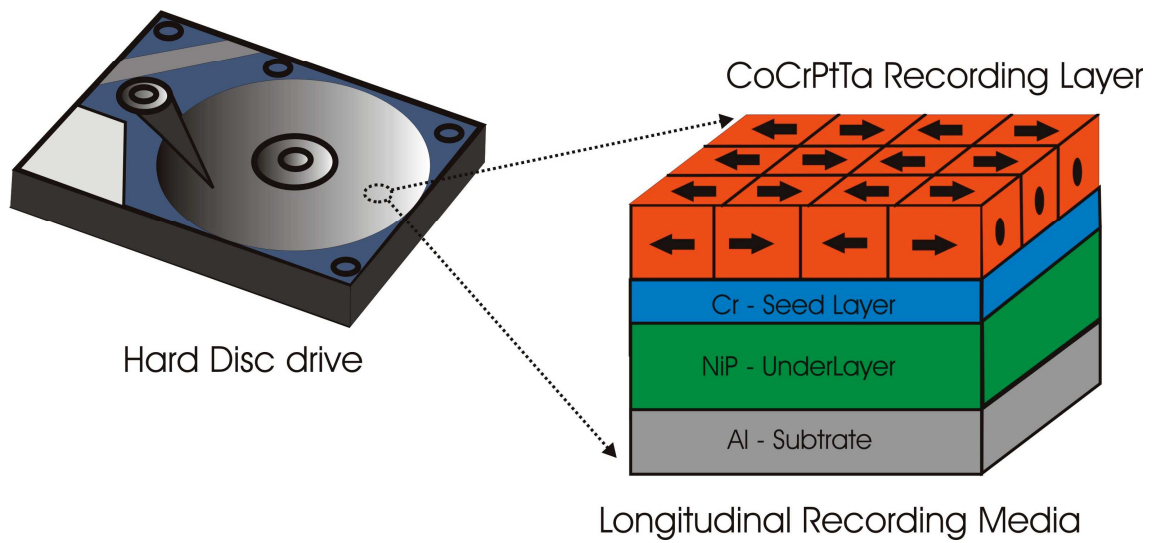 CoCrPtTa Recording Layer
Cr - Seed Layer
NiP - UnderLayer
Al - Subtrate
Hard Disc drive
Longitudinal Recording Media